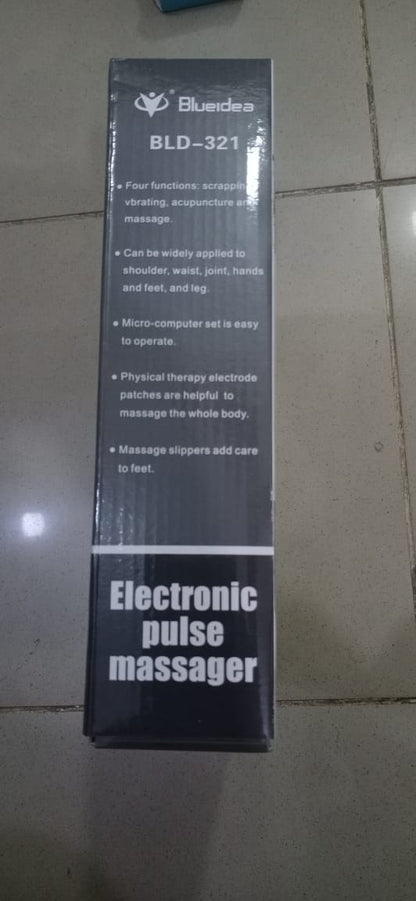 Blueidea
BLD-321
• Four functions: scrapping
vbrating, acupuncture and
massage.
• Can be widely applied to
shoulder, waist, joint, hands
and feet, and leg.
• Micro-computer set is easy
to operate.
• Physical therapy electrode
patches are helpful to
massage the whole body.
• Massage slippers add care
to feet.
Electronic
pulse
massager